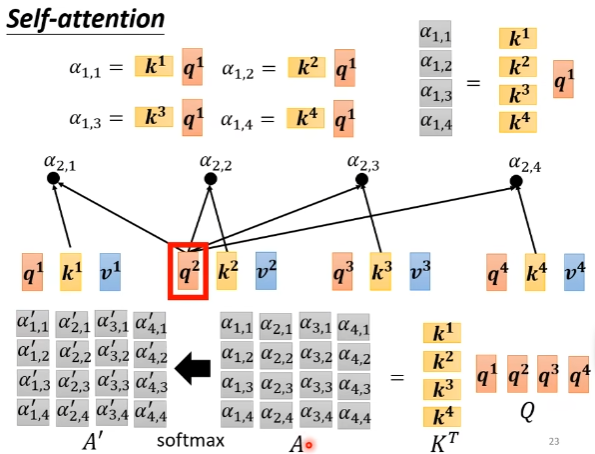 Self-attention
α₁,₁ = k¹ q¹ α₁,₂ = k² q¹
α₁,₃ = k³ q¹ α₁,₄ = k⁴ q¹
α₁,₁
α₁,₂
α₁,₃
α₁,₄
=
k¹
k²
k³
k⁴
q¹
α₂,₁ α₂,₂ α₂,₃ α₂,₄
q¹ k¹ v¹ q² k² v² q³ k³ v³ q⁴ k⁴ v⁴
α′₁,₁ α′₂,₁ α′₃,₁ α′₄,₁
α′₁,₂ α′₂,₂ α′₃,₂ α′₄,₂
α′₁,₃ α′₂,₃ α′₃,₃ α′₄,₃
α′₁,₄ α′₂,₄ α′₃,₄ α′₄,₄
A′
softmax
α₁,₁ α₂,₁ α₃,₁ α₄,₁
α₁,₂ α₂,₂ α₃,₂ α₄,₂
α₁,₃ α₂,₃ α₃,₃ α₄,₃
α₁,₄ α₂,₄ α₃,₄ α₄,₄
A
=
k¹
k²
k³
k⁴
Kᵀ
q¹ q² q³ q⁴
Q
23